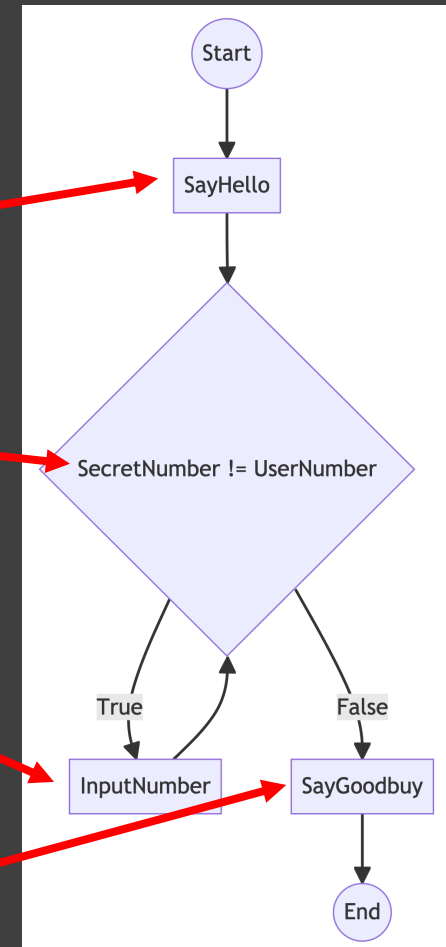 Start
SayHello
SecretNumber != UserNumber
True
False
InputNumber
SayGoodbuy
End